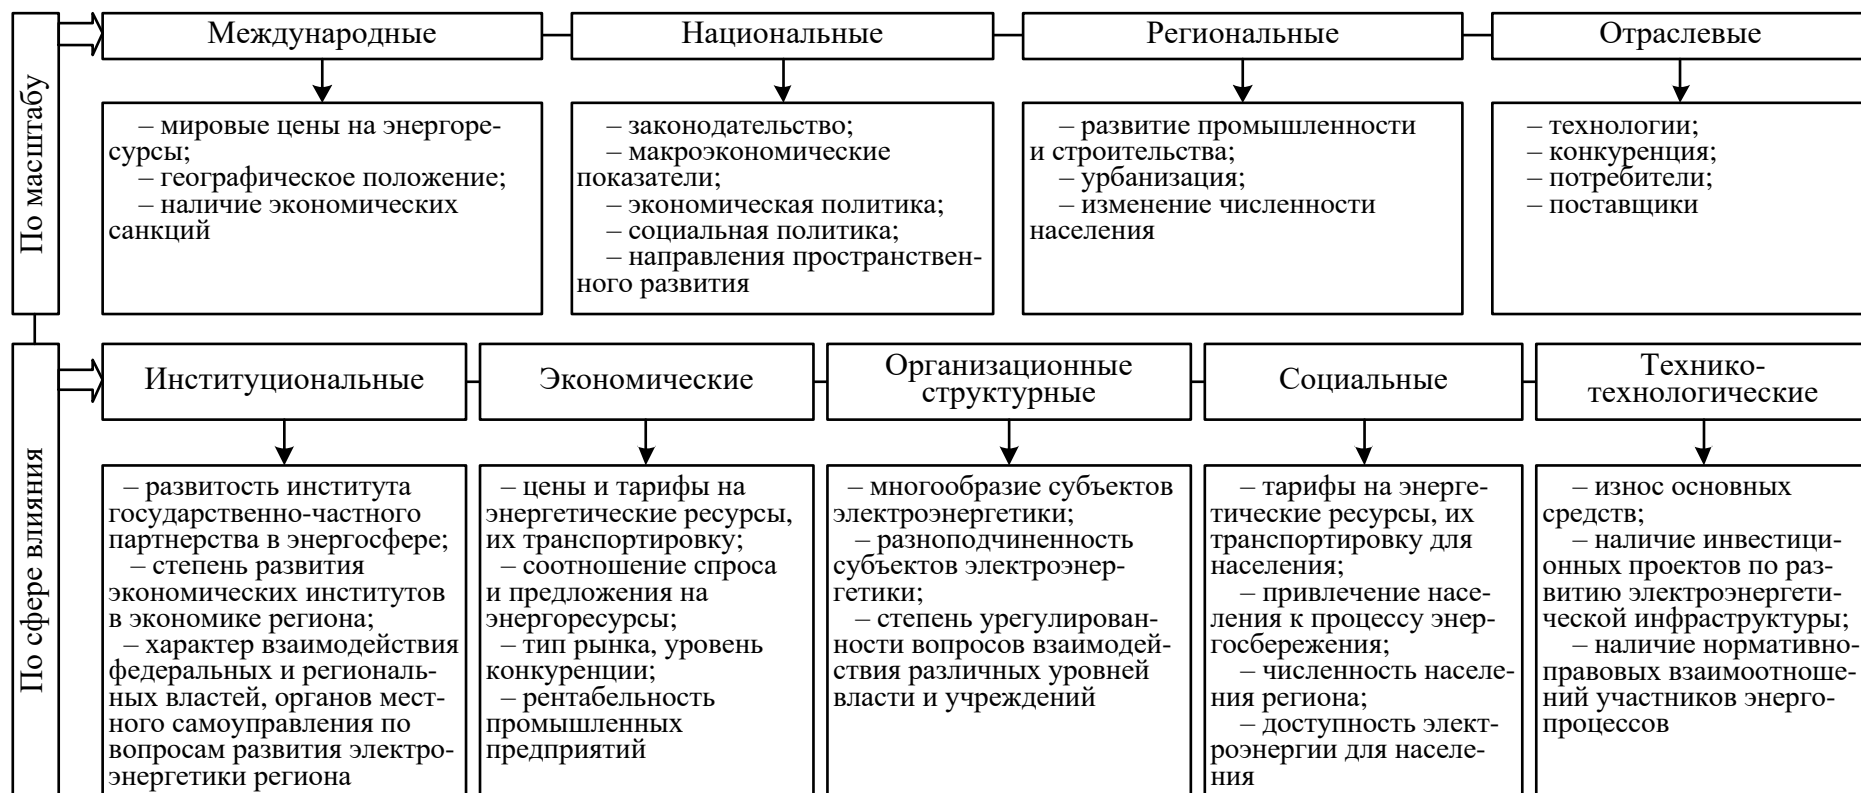 По масштабу
Международные
Национальные
Региональные
Отраслевые
– мировые цены на энергоре-
сурсы;
– географическое положение;
– наличие экономических
санкций
– законодательство;
– макроэкономические
показатели;
– экономическая политика;
– социальная политика;
– направления пространствен-
ного развития
– развитие промышленности
и строительства;
– урбанизация;
– изменение численности
населения
– технологии;
– конкуренция;
– потребители;
– поставщики
По сфере влияния
Институциональные
Экономические
Организационные
структурные
Социальные
Технико-
технологические
– развитость института
государственно-частного
партнерства в энергосфере;
– степень развития
экономических институтов
в экономике региона;
– характер взаимодействия
федеральных и региональ-
ных властей, органов мест-
ного самоуправления по
вопросам развития электро-
энергетики региона
– цены и тарифы на
энергетические ресурсы,
их транспортировку;
– соотношение спроса
и предложения на
энергоресурсы;
– тип рынка, уровень
конкуренции;
– рентабельность
промышленных
предприятий
– многообразие субъектов
электроэнергетики;
– разноподчиненность
субъектов электроэнер-
гетики;
– степень урегулирован-
ности вопросов взаимодей-
ствия различных уровней
власти и учреждений
– тарифы на энерге-
тические ресурсы, их
транспортировку для
населения;
– привлечение насе-
ления к процессу энер-
госбережения;
– численность населе-
ния региона;
– доступность элект-
роэнергии для населе-
ния
– износ основных
средств;
– наличие инвестици-
онных проектов по раз-
витию электроэнергети-
ческой инфраструктуры;
– наличие нормативно-
правовых взаимоотноше-
ний участников энерго-
процессов